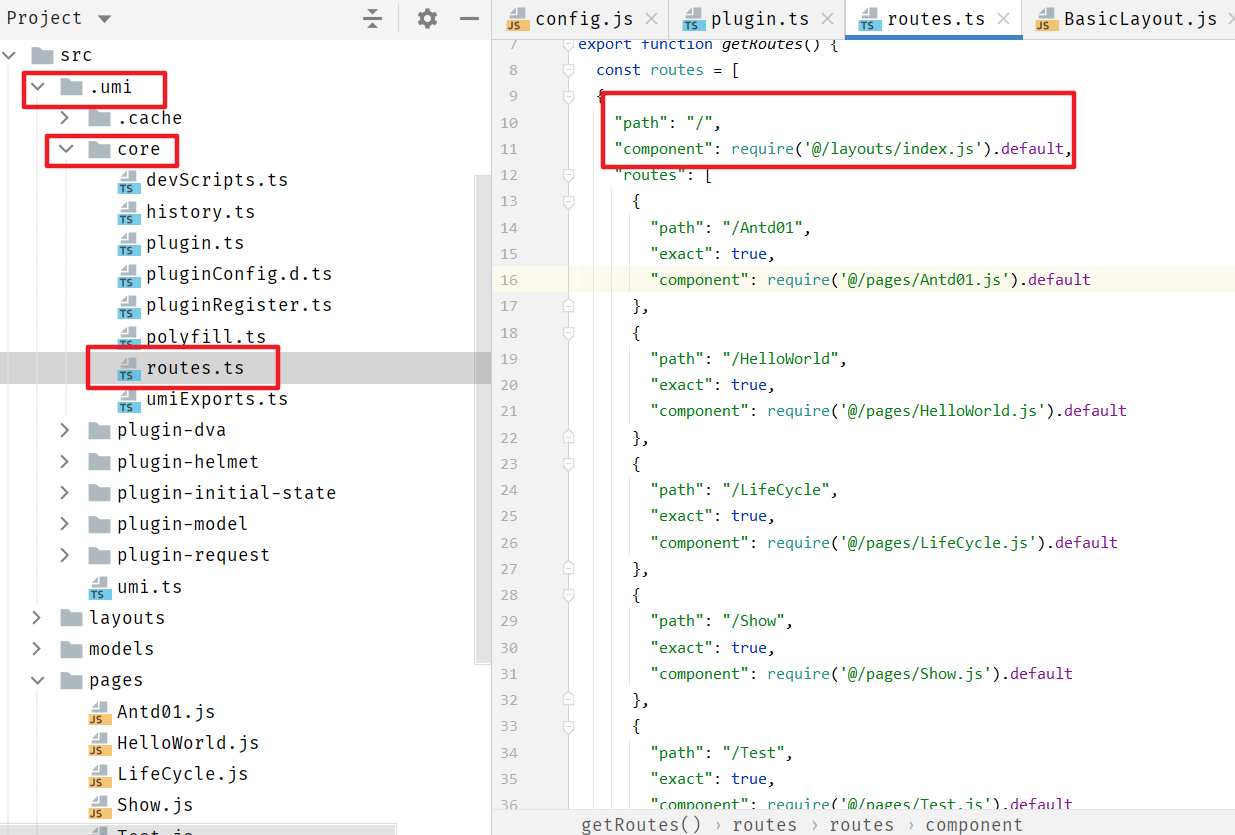 Project
src
.umi
.cache
core
devScripts.ts
history.ts
plugin.ts
pluginConfig.d.ts
pluginRegister.ts
polyfill.ts
routes.ts
umiExports.ts
plugin-dva
plugin-helmet
plugin-initial-state
plugin-model
plugin-request
umi.ts
layouts
models
pages
Antd01.js
HelloWorld.js
LifeCycle.js
Show.js
Test.js
config.js plugin.ts routes.ts BasicLayout.js
7 export function getRoutes() {
8 const routes = [
9 {
10 "path": "/",
11 "component": require('@/layouts/index.js').default,
12 "routes": [
13 {
14 "path": "/Antd01",
15 "exact": true,
16 "component": require('@/pages/Antd01.js').default
17 },
18 {
19 "path": "/HelloWorld",
20 "exact": true,
21 "component": require('@/pages/HelloWorld.js').default
22 },
23 {
24 "path": "/LifeCycle",
25 "exact": true,
26 "component": require('@/pages/LifeCycle.js').default
27 },
28 {
29 "path": "/Show",
30 "exact": true,
31 "component": require('@/pages/Show.js').default
32 },
33 {
34 "path": "/Test",
35 "exact": true,
36 "component": require('@/pages/Test.js').default
getRoutes() › routes › routes › component